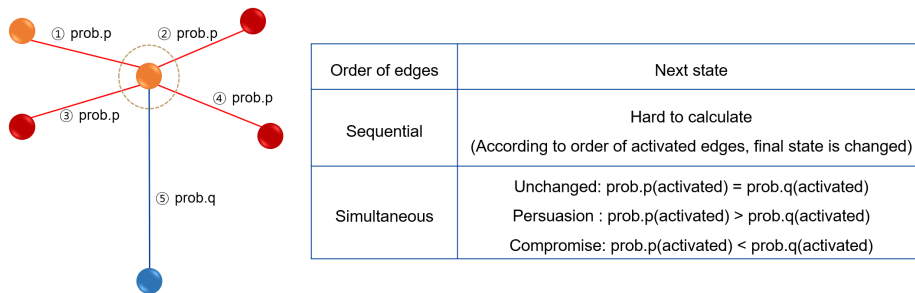 ① prob.p
② prob.p
③ prob.p
④ prob.p
⑤ prob.q
Order of edges
Next state
Sequential
Hard to calculate
(According to order of activated edges, final state is changed)
Simultaneous
Unchanged: prob.p(activated) = prob.q(activated)
Persuasion : prob.p(activated) > prob.q(activated)
Compromise: prob.p(activated) < prob.q(activated)